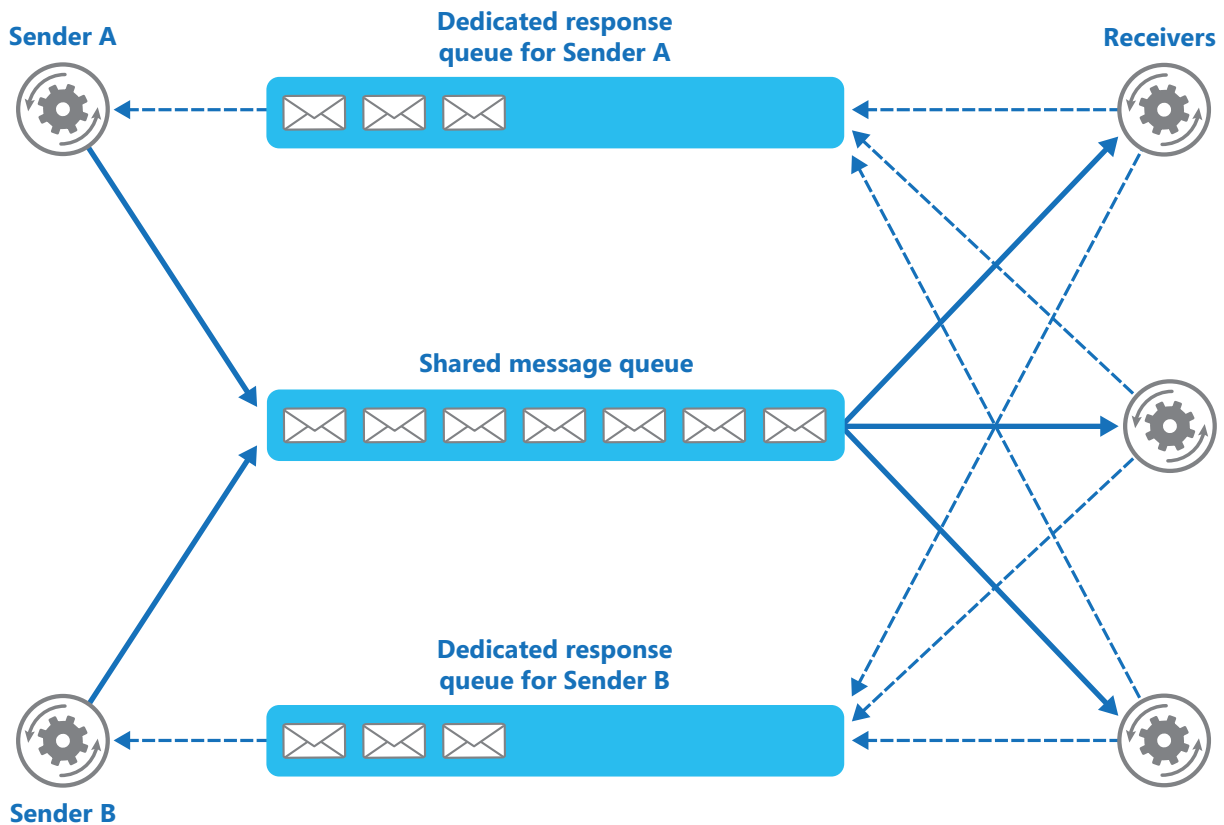 Dedicated response
queue for Sender A
Sender A
Receivers
Shared message queue
Dedicated response
queue for Sender B
Sender B